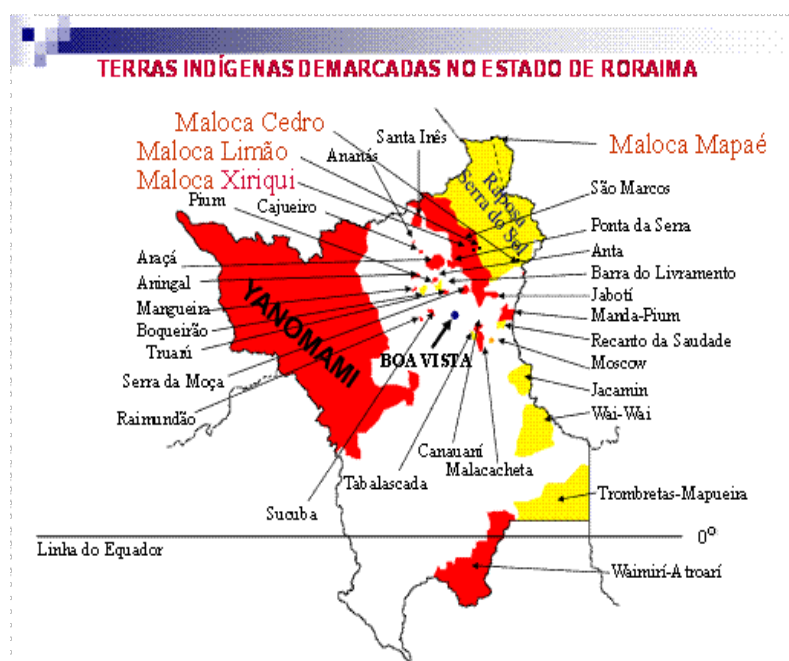 TERRAS INDÍGENAS DEMARCADAS NO ESTADO DE RORAIMA
Maloca Cedro
Santa Inês
Maloca Mapaé
Maloca Limão
Ananás
Maloca Xiriqui
São Marcos
Pium
Cajueiro
Raposa
Serra do Sol
Ponta da Serra
Araçá
Anta
Aningal
Barra do Livramento
Mangueira
Jabotí
Boqueirão
Manda-Pium
Truarú
Recanto da Saudade
YANOMAMI
BOA VISTA
Moscow
Serra da Moça
Jacamin
Raimundão
Wai-Wai
Canauaní
Malacacheta
Tabalascada
Sucuba
Trombretas-Mapueira
0º
Linha do Equador
Waimirí-Atroarí